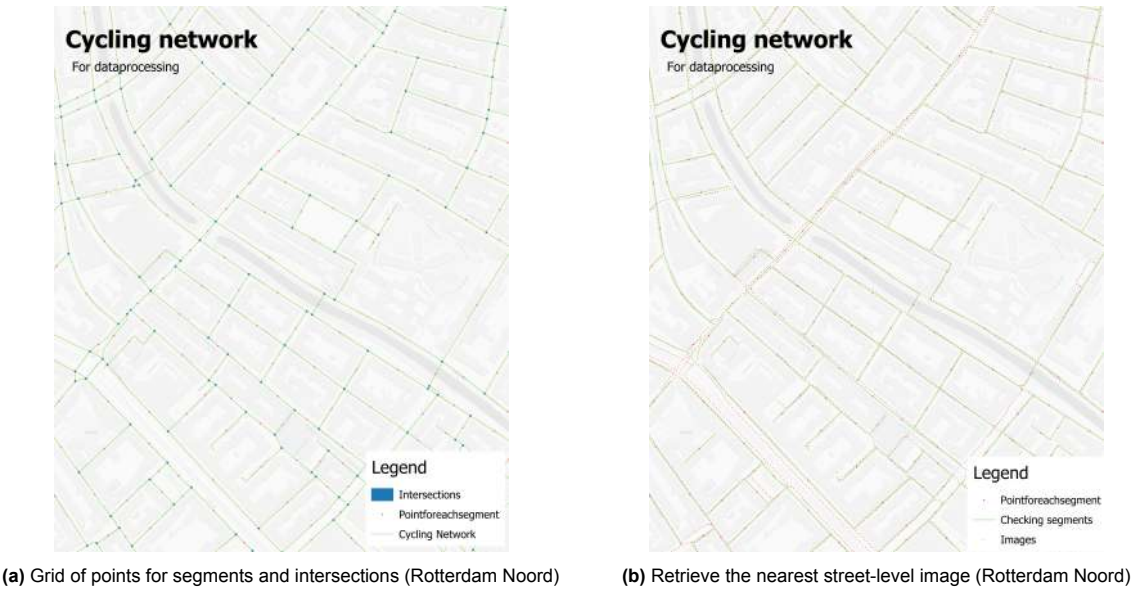 Cycling network
For dataprocessing
Legend
Intersections
Pointforeachsegment
Cycling Network
(a) Grid of points for segments and intersections (Rotterdam Noord)
Cycling network
For dataprocessing
Legend
Pointforeachsegment
Checking segments
Images
(b) Retrieve the nearest street-level image (Rotterdam Noord)